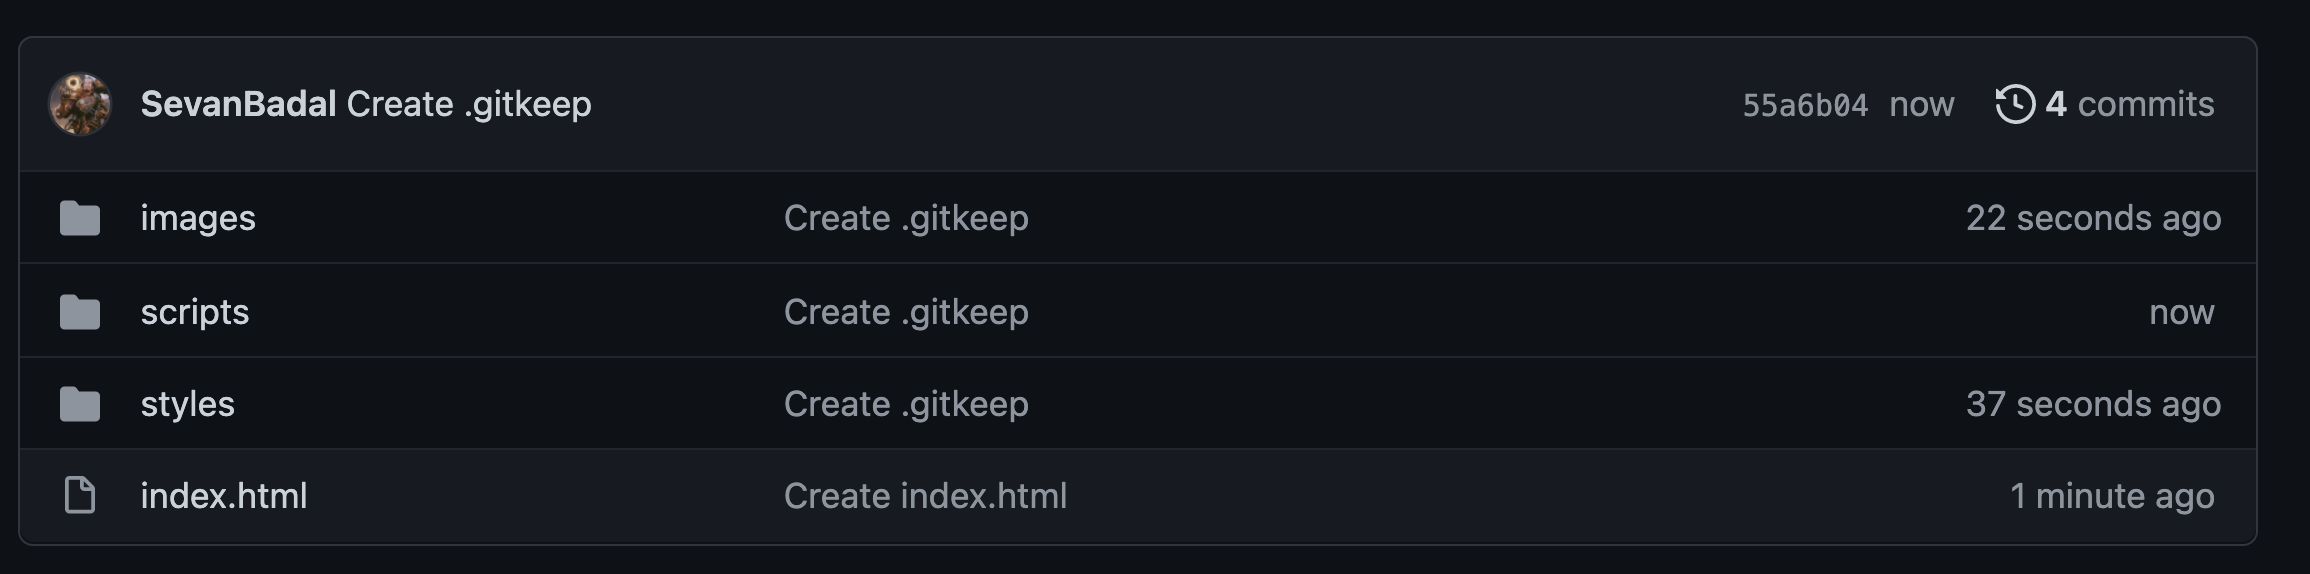 SevanBadal Create .gitkeep 55a6b04 now 4 commits
images Create .gitkeep 22 seconds ago
scripts Create .gitkeep now
styles Create .gitkeep 37 seconds ago
index.html Create index.html 1 minute ago